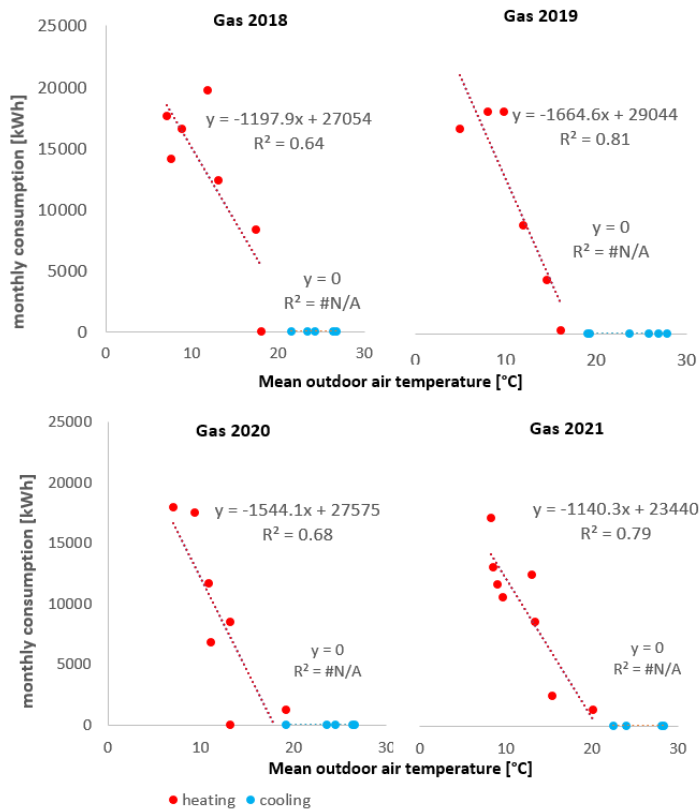 Gas 2018
Gas 2019
monthly consumption [kWh]
25000
20000
15000
10000
5000
0
y = -1197.9x + 27054
R² = 0.64
y = 0
R² = #N/A
0 10 20 30
y = -1664.6x + 29044
R² = 0.81
y = 0
R² = #N/A
0 10 20 30
Mean outdoor air temperature [°C]
Gas 2020
Gas 2021
monthly consumption [kWh]
25000
20000
15000
10000
5000
0
y = -1544.1x + 27575
R² = 0.68
y = 0
R² = #N/A
0 10 20 30
y = -1140.3x + 23440
R² = 0.79
y = 0
R² = #N/A
0 10 20 30
Mean outdoor air temperature [°C]
heating cooling